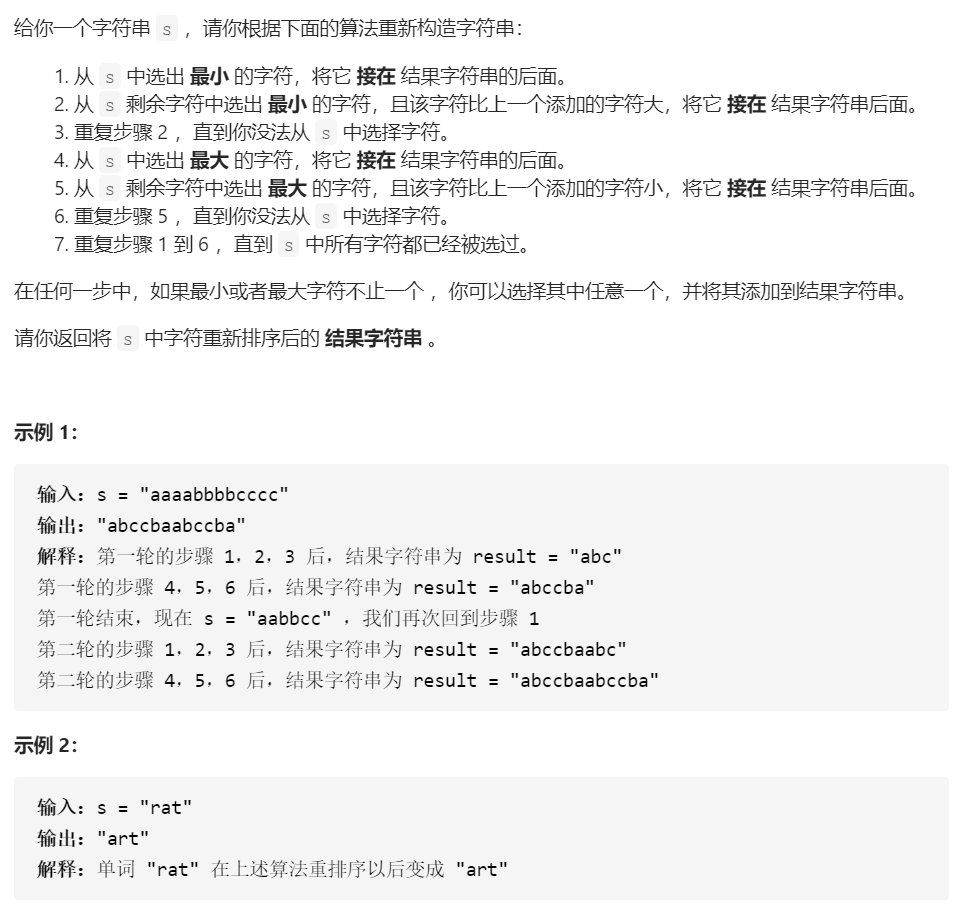 给你一个字符串 s ，请你根据下面的算法重新构造字符串：
1. 从 s 中选出 最小 的字符，将它 接在 结果字符串的后面。
2. 从 s 剩余字符中选出 最小 的字符，且该字符比上一个添加的字符大，将它 接在 结果字符串后面。
3. 重复步骤 2 ，直到你没法从 s 中选择字符。
4. 从 s 中选出 最大 的字符，将它 接在 结果字符串的后面。
5. 从 s 剩余字符中选出 最大 的字符，且该字符比上一个添加的字符小，将它 接在 结果字符串后面。
6. 重复步骤 5 ，直到你没法从 s 中选择字符。
7. 重复步骤 1 到 6 ，直到 s 中所有字符都已经被选过。
在任何一步中，如果最小或者最大字符不止一个 ，你可以选择其中任意一个，并将其添加到结果字符串。
请你返回将 s 中字符重新排序后的 结果字符串 。
示例 1：
输入：s = "aaaabbbbcccc"
输出："abccbaabccba"
解释：第一轮的步骤 1，2，3 后，结果字符串为 result = "abc"
第一轮的步骤 4，5，6 后，结果字符串为 result = "abccba"
第一轮结束，现在 s = "aabbcc" ，我们再次回到步骤 1
第二轮的步骤 1，2，3 后，结果字符串为 result = "abccbaabc"
第二轮的步骤 4，5，6 后，结果字符串为 result = "abccbaabccba"
示例 2：
输入：s = "rat"
输出："art"
解释：单词 "rat" 在上述算法重排序以后变成 "art"